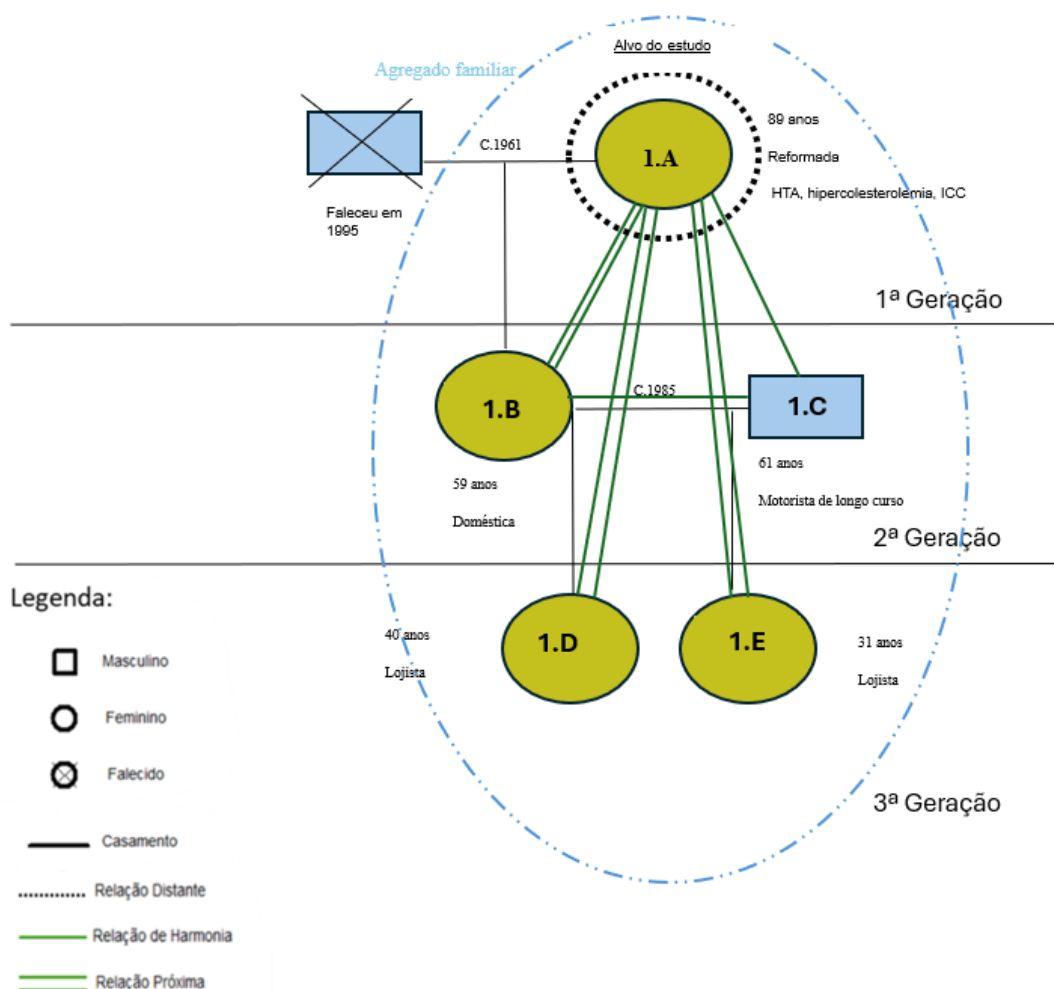 Alvo do estudo
Agregado familiar
C.1961
1.A
89 anos
Reformada
HTA, hipercolesterolemia, ICC
Faleceu em
1995
1ª Geração
1.B
C.1985
1.C
59 anos
Doméstica
61 anos
Motorista de longo curso
2ª Geração
Legenda:
Masculino
Feminino
Falecido
Casamento
Relação Distante
Relação de Harmonia
Relação Próxima
40 anos
Lojista
1.D
1.E
31 anos
Lojista
3ª Geração